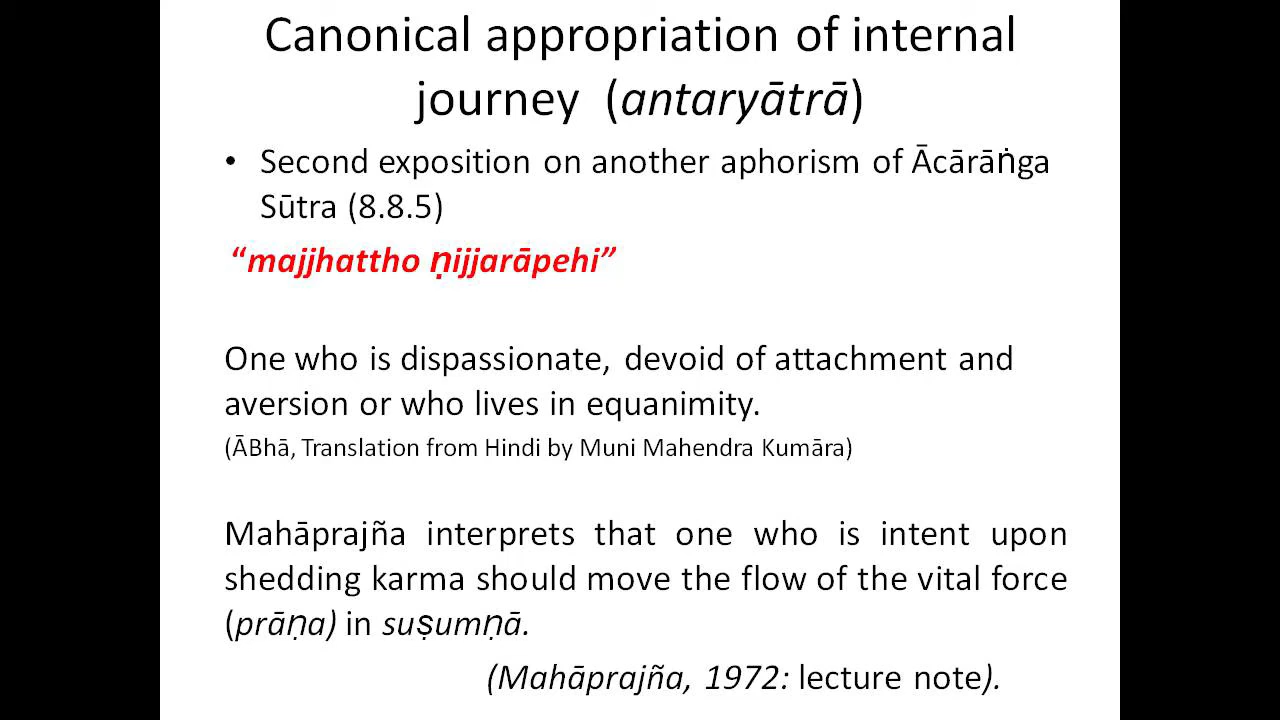 Canonical appropriation of internal
journey (antaryātrā)
• Second exposition on another aphorism of Ācārāṅga
Sūtra (8.8.5)
“majjhattho ṇijjarāpehi”
One who is dispassionate, devoid of attachment and
aversion or who lives in equanimity.
(ĀBhā, Translation from Hindi by Muni Mahendra Kumāra)
Mahāprajña interprets that one who is intent upon
shedding karma should move the flow of the vital force
(prāṇa) in suṣumṇā.
(Mahāprajña, 1972: lecture note).